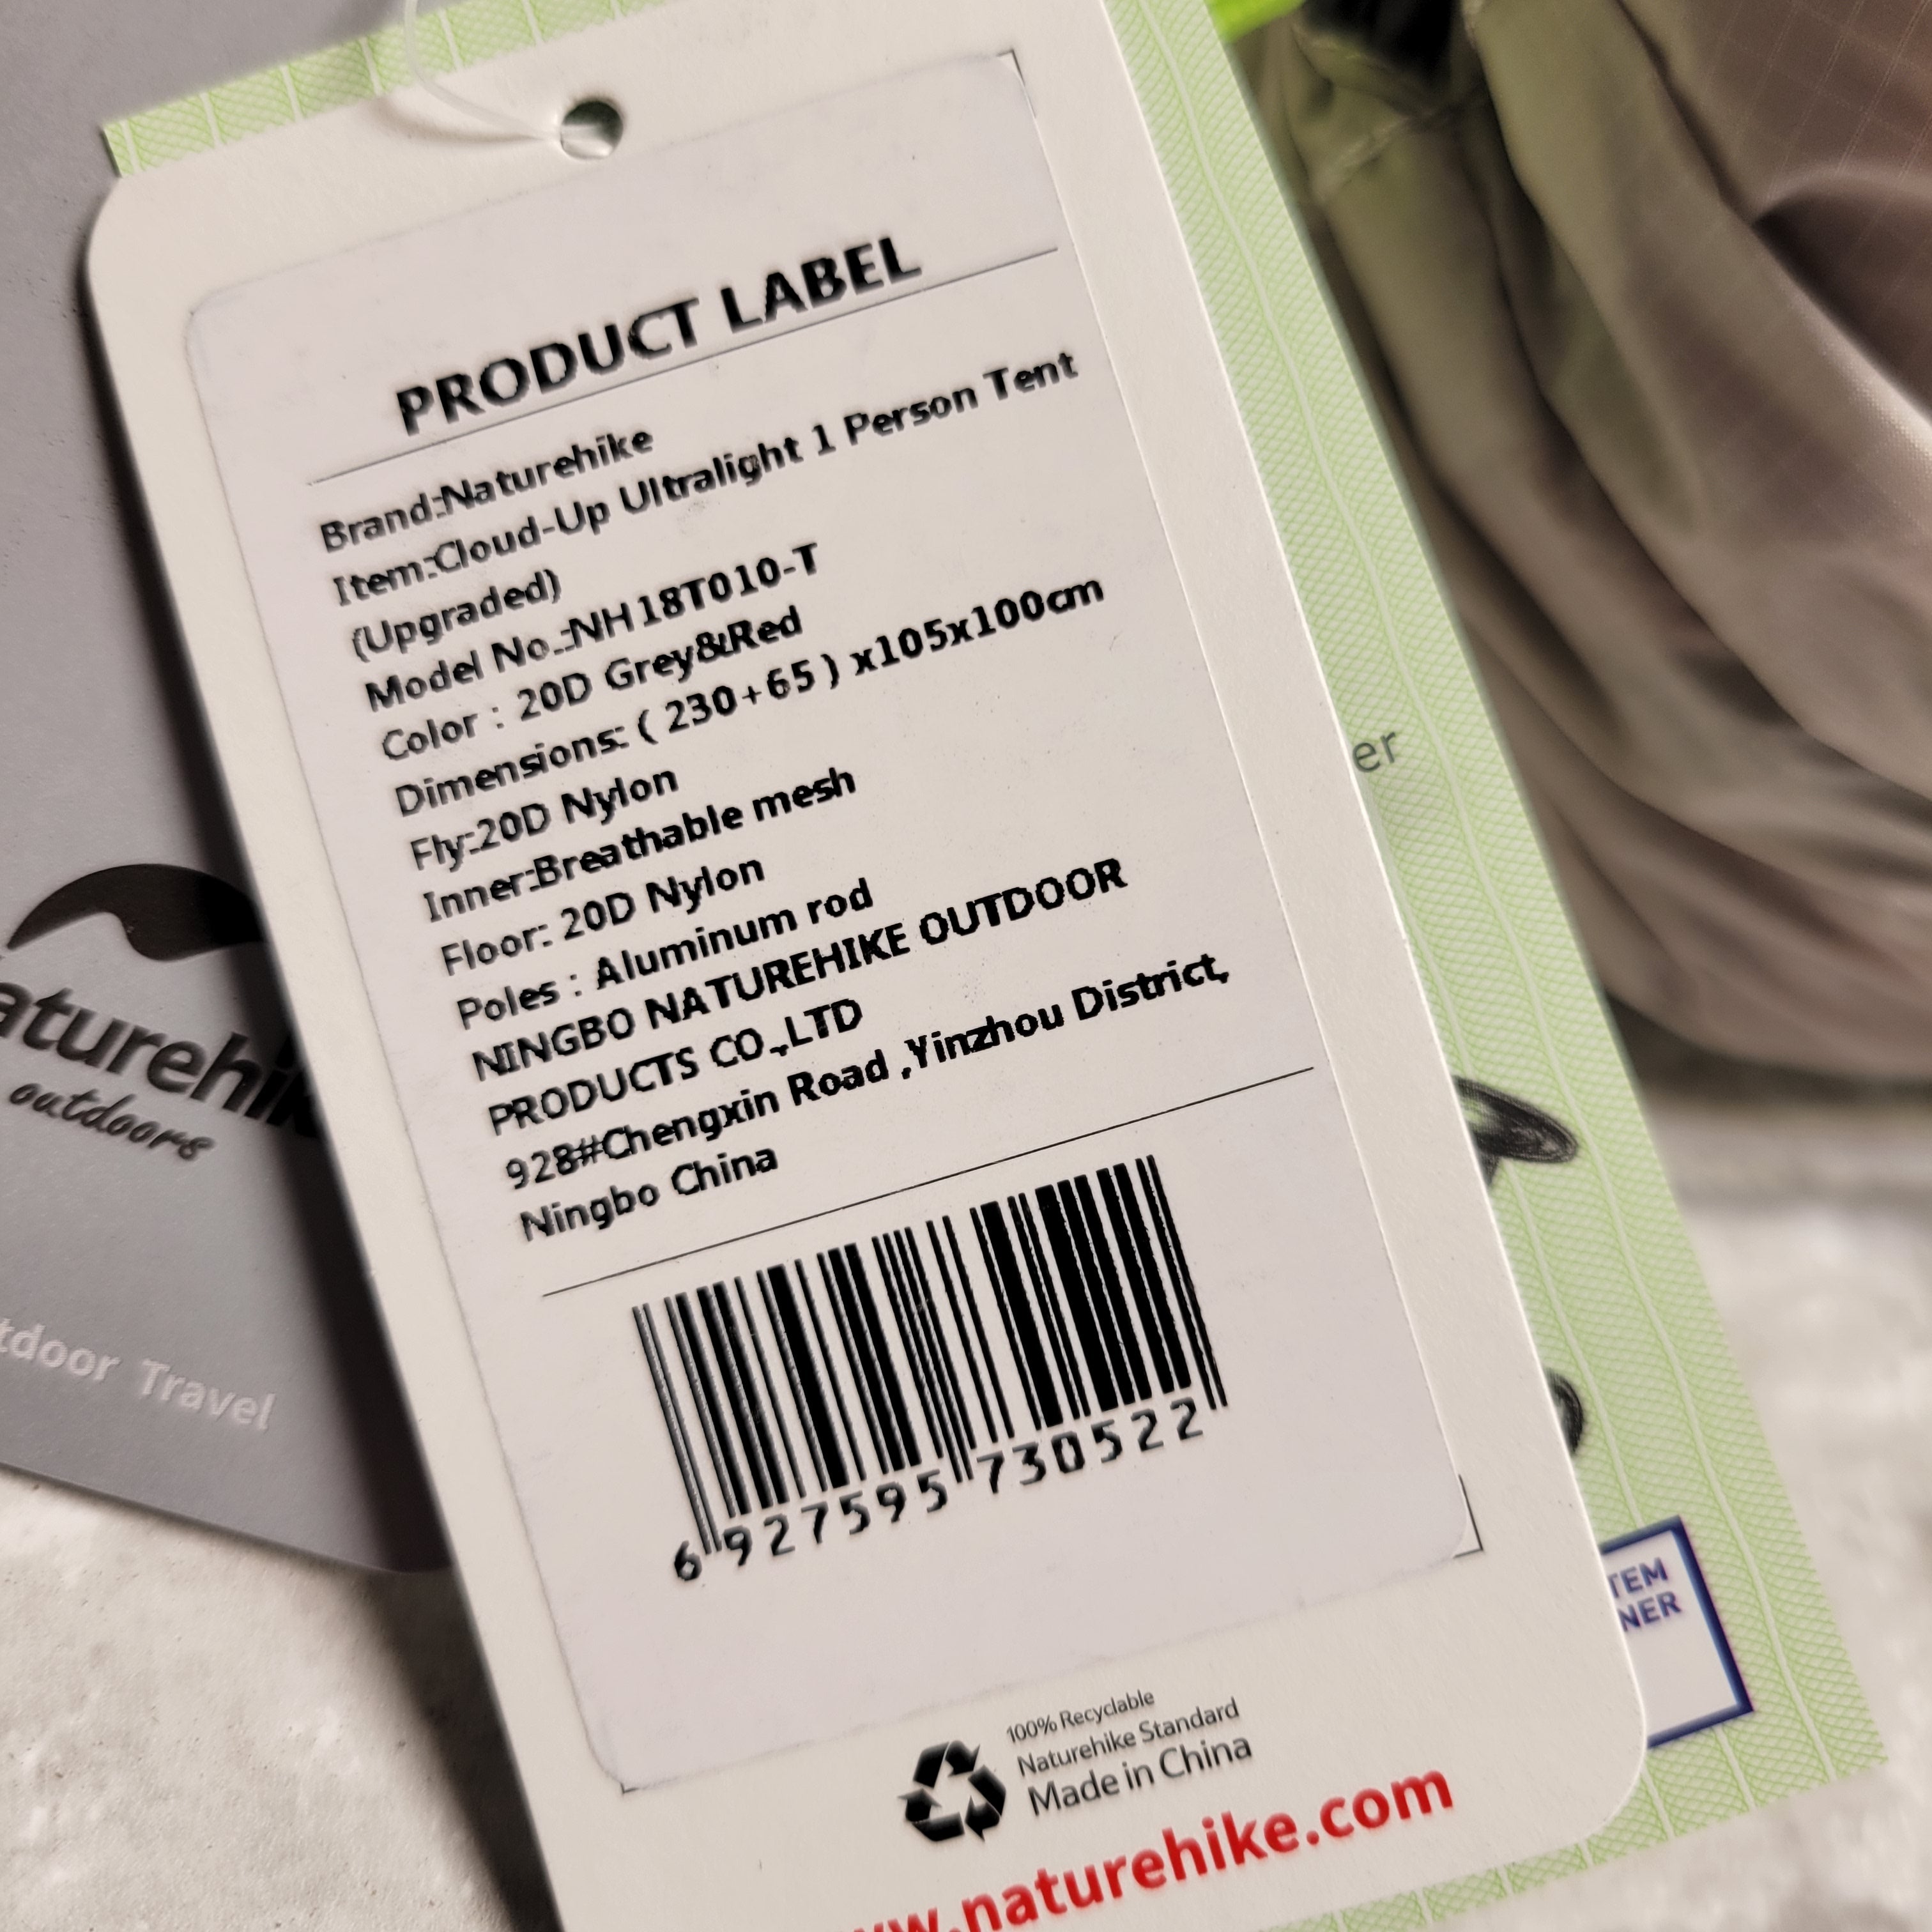 PRODUCT LABEL
Brand:Naturehike
Item:Cloud-Up Ultralight 1 Person Tent
(Upgraded)
Model No.:NH18T010-T
Color : 20D Grey&Red
Dimensions: ( 230+65 ) x105x100cm
Fly:20D Nylon
Inner:Breathable mesh
Floor: 20D Nylon
Poles : Aluminum rod
NINGBO NATUREHIKE OUTDOOR
PRODUCTS CO.,LTD
928#Chengxin Road ,Yinzhou District,
Ningbo China
6 927595 730522
100% Recyclable
Naturehike Standard
Made in China
w.naturehike.com
aturehik
outdoors
tdoor Travel
er
TEM
NER